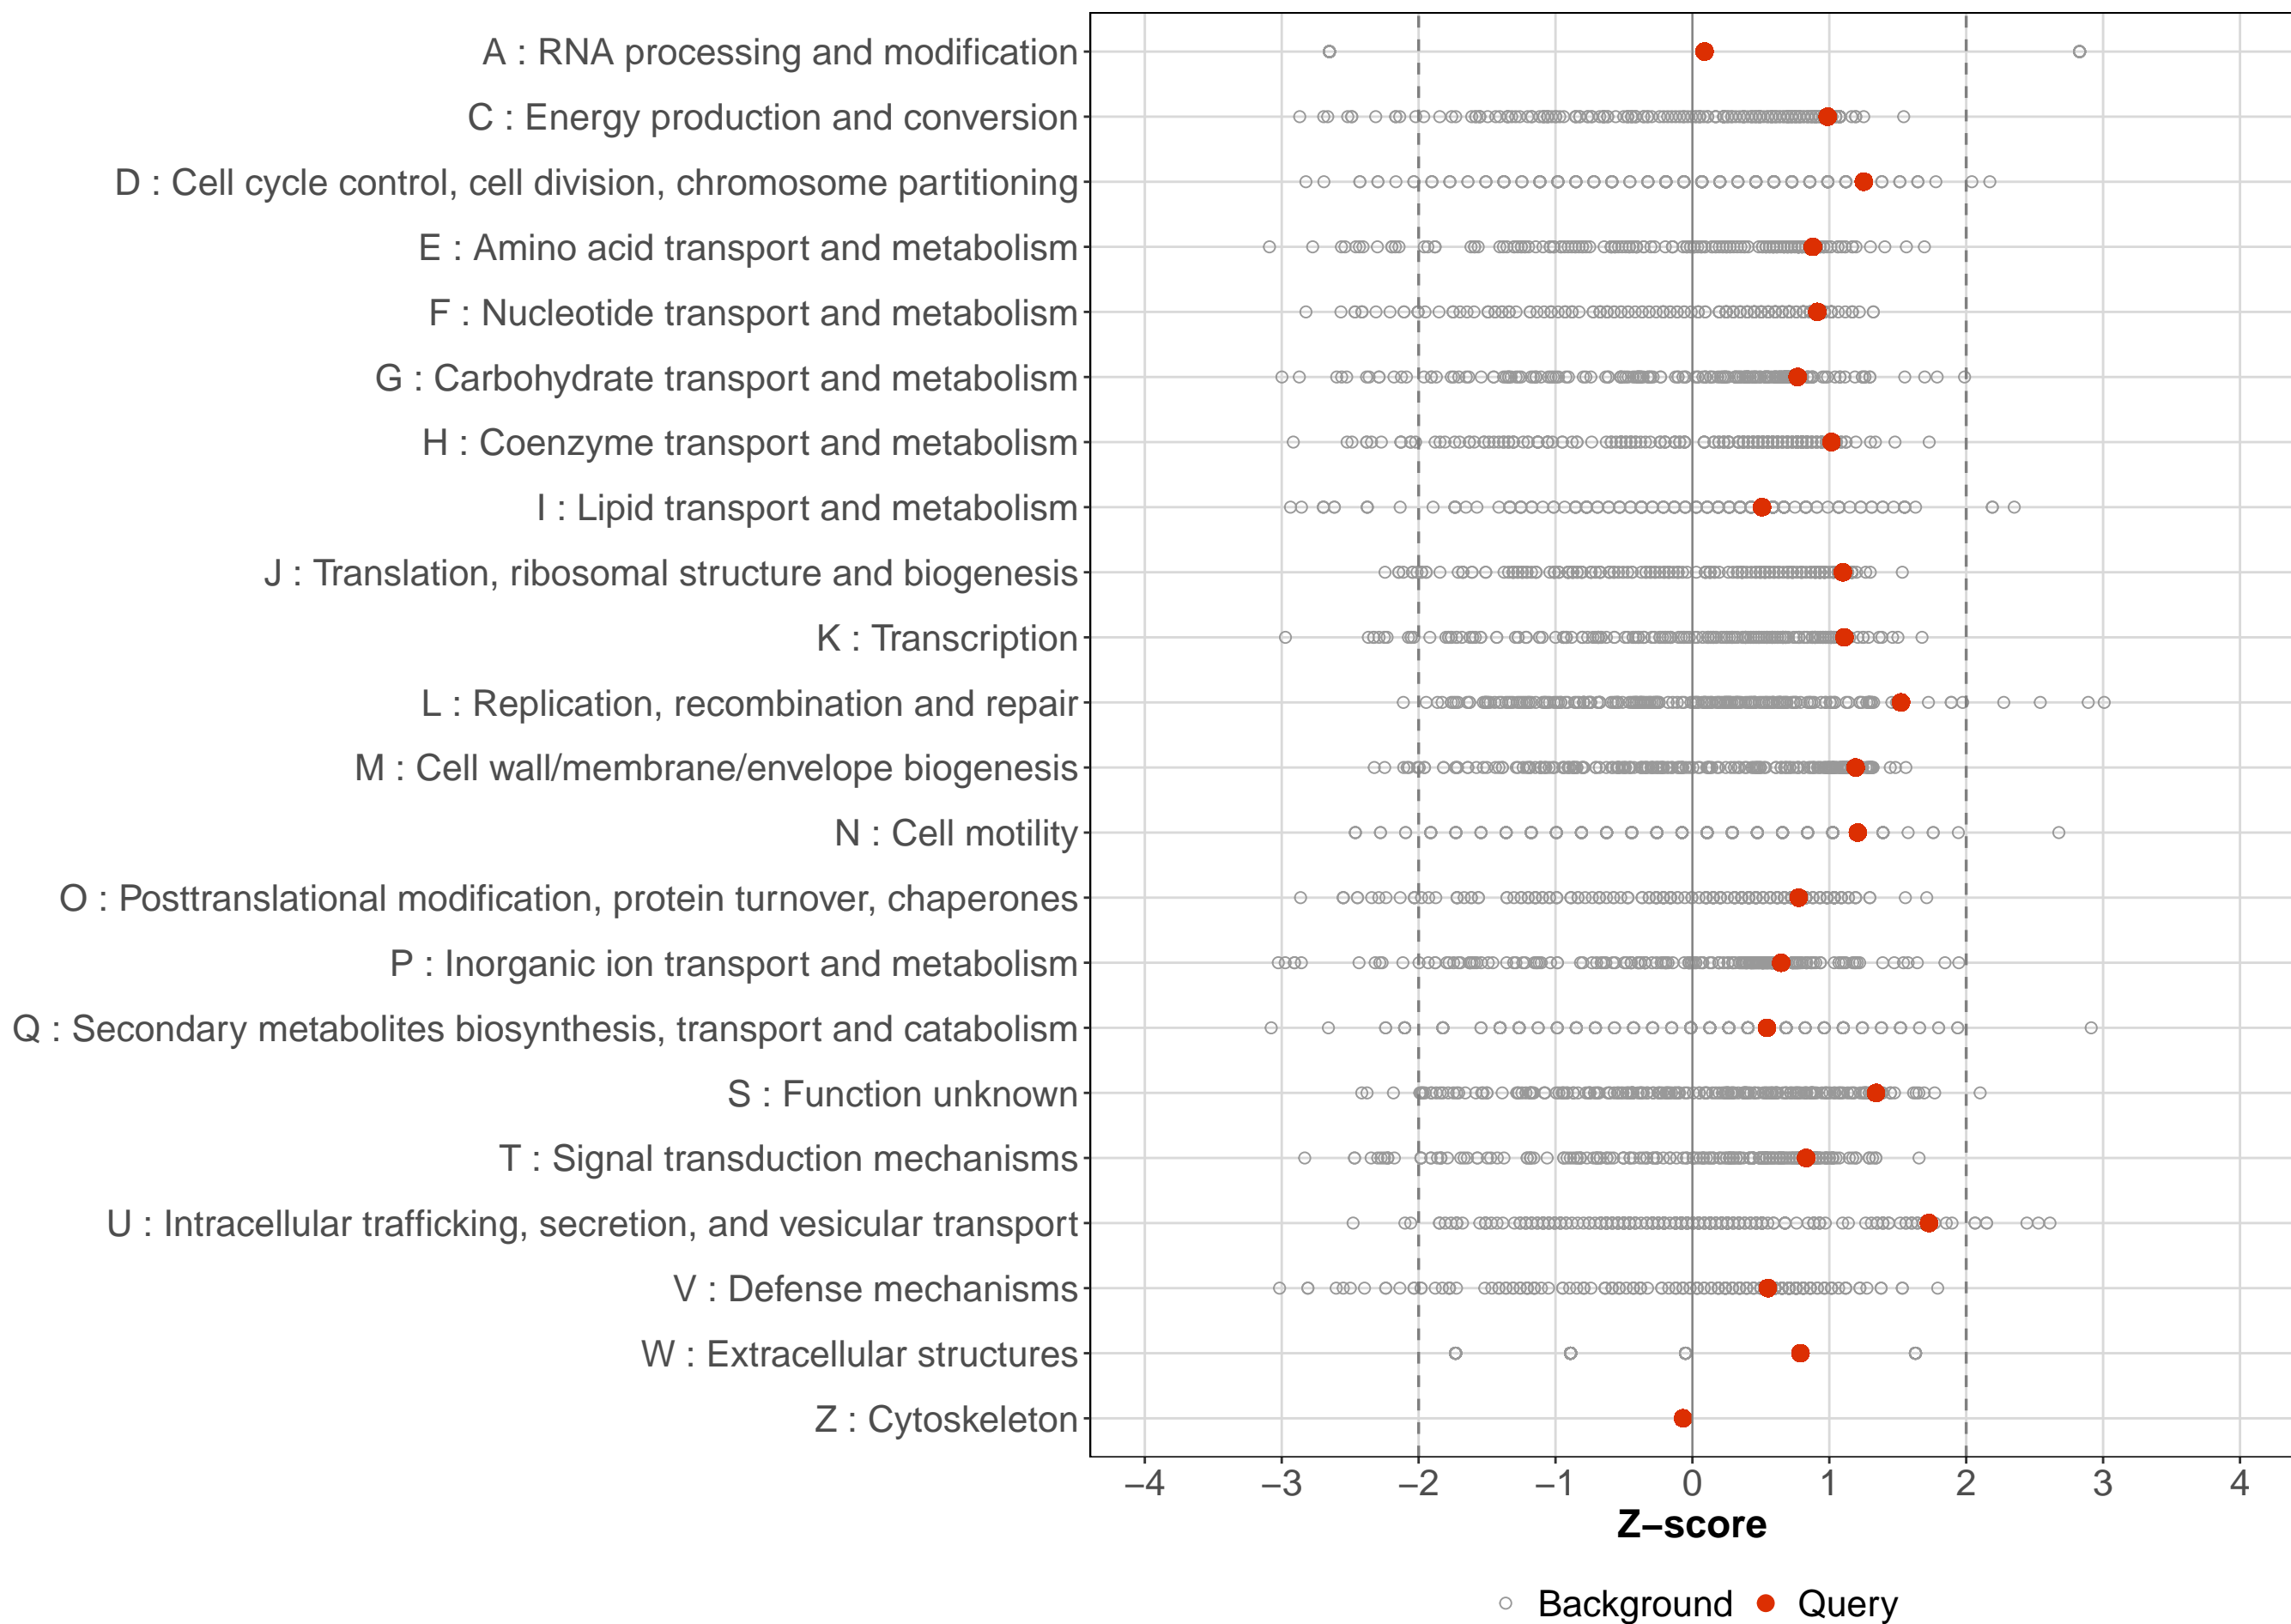 A : RNA processing and modification
C : Energy production and conversion
D : Cell cycle control, cell division, chromosome partitioning
E : Amino acid transport and metabolism
F : Nucleotide transport and metabolism
G : Carbohydrate transport and metabolism
H : Coenzyme transport and metabolism
I : Lipid transport and metabolism
J : Translation, ribosomal structure and biogenesis
K : Transcription
L : Replication, recombination and repair
M : Cell wall/membrane/envelope biogenesis
N : Cell motility
O : Posttranslational modification, protein turnover, chaperones
P : Inorganic ion transport and metabolism
Q : Secondary metabolites biosynthesis, transport and catabolism
S : Function unknown
T : Signal transduction mechanisms
U : Intracellular trafficking, secretion, and vesicular transport
V : Defense mechanisms
W : Extracellular structures
Z : Cytoskeleton
−4 −3 −2 −1 0 1 2 3 4
Z−score
Background Query